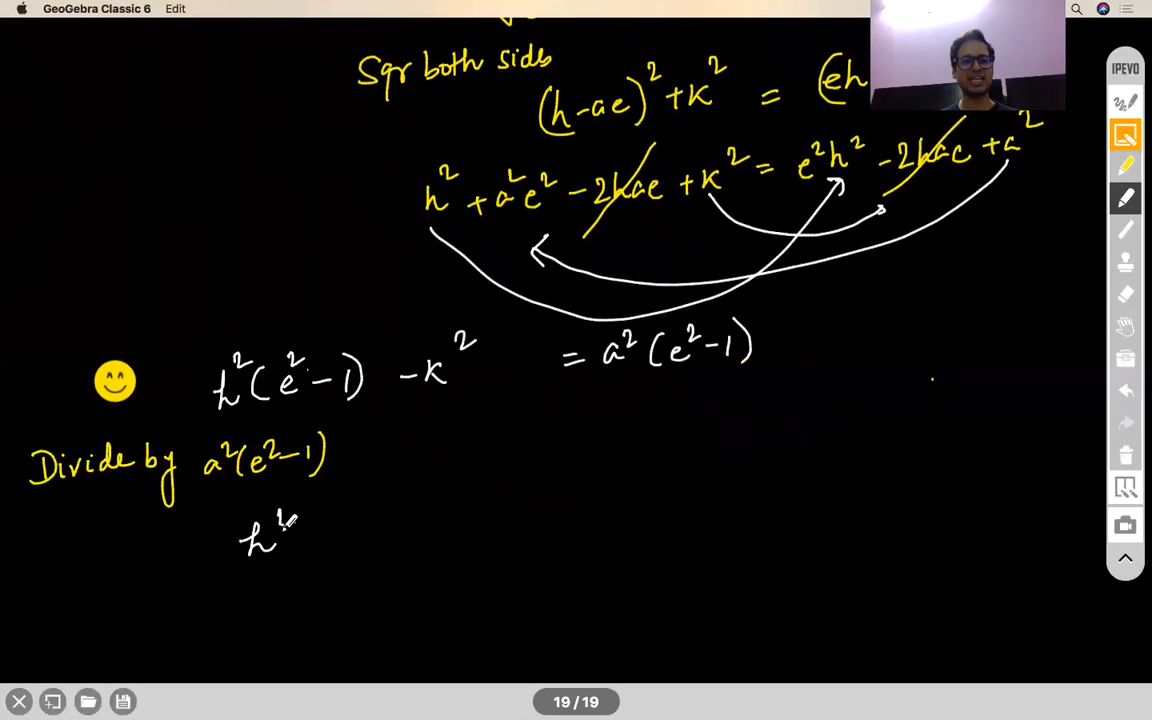 GeoGebra Classic 6 Edit
Sqr both sids
(h-ae)² + k² = (eh
IPEVO
h² + a²e² - 2hae + k² = e²h² - 2hae + a²
h²(e² - 1) - k² = a²(e² - 1)
Divide by a²(e² - 1)
h²
19 / 19